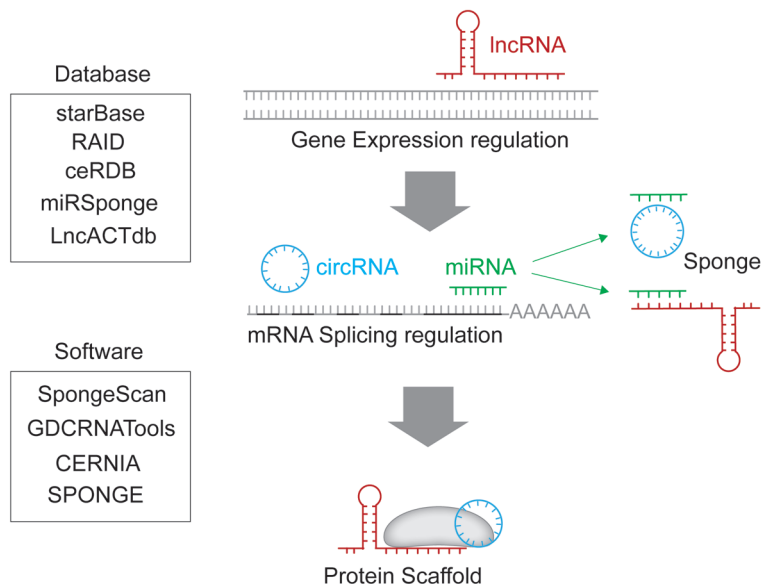 lncRNA
Database
starBase
RAID
ceRDB
miRSponge
LncACTdb
Gene Expression regulation
circRNA
miRNA
Sponge
AAAAAA
mRNA Splicing regulation
Software
SpongeScan
GDCRNATools
CERNIA
SPONGE
Protein Scaffold